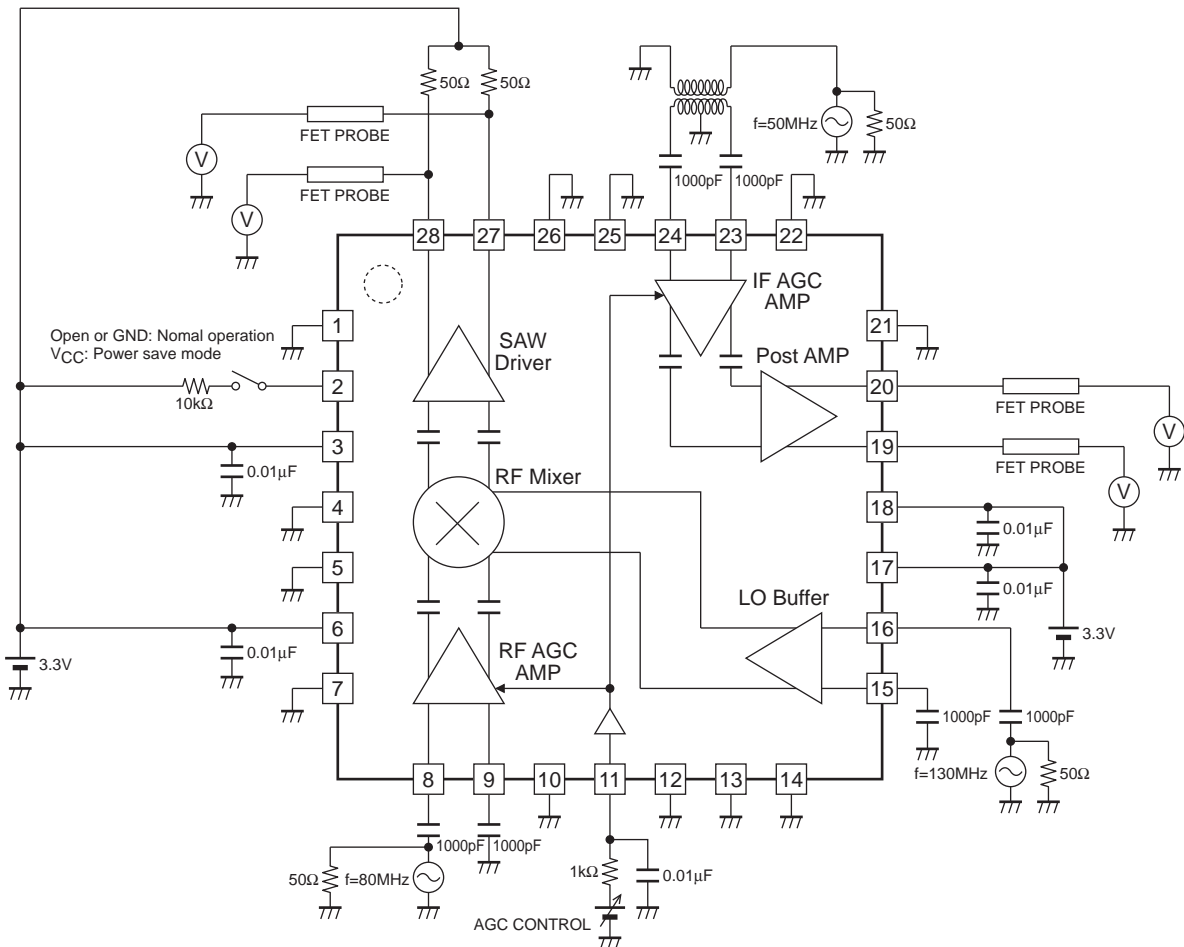 50Ω
50Ω
FET PROBE
V
FET PROBE
V
f=50MHz
50Ω
1000pF
1000pF
28
27
26
25
24
23
22
IF AGC
AMP
1
Open or GND: Nomal operation
VCC: Power save mode
SAW
Driver
21
Post AMP
2
10kΩ
20
FET PROBE
V
3
0.01µF
19
FET PROBE
V
RF Mixer
4
18
0.01µF
5
17
0.01µF
LO Buffer
6
0.01µF
16
3.3V
3.3V
RF AGC
AMP
7
15
1000pF
1000pF
f=130MHz
50Ω
8
9
10
11
12
13
14
1000pF
1000pF
50Ω
f=80MHz
1kΩ
0.01µF
AGC CONTROL